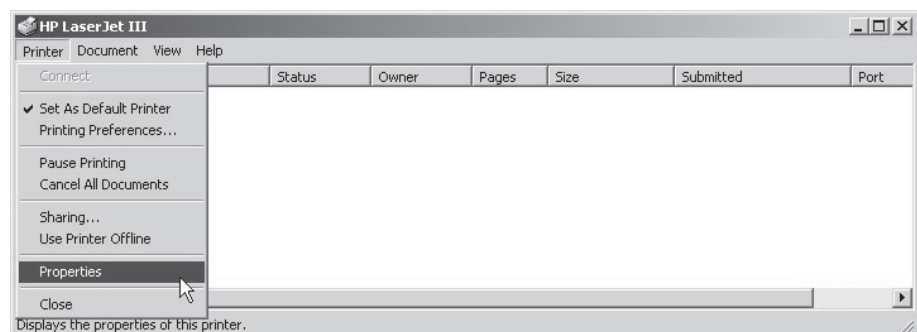 HP LaserJet III
Printer Document View Help
Connect Status Owner Pages Size Submitted Port
Set As Default Printer
Printing Preferences...
Pause Printing
Cancel All Documents
Sharing...
Use Printer Offline
Properties
Close
Displays the properties of this printer.